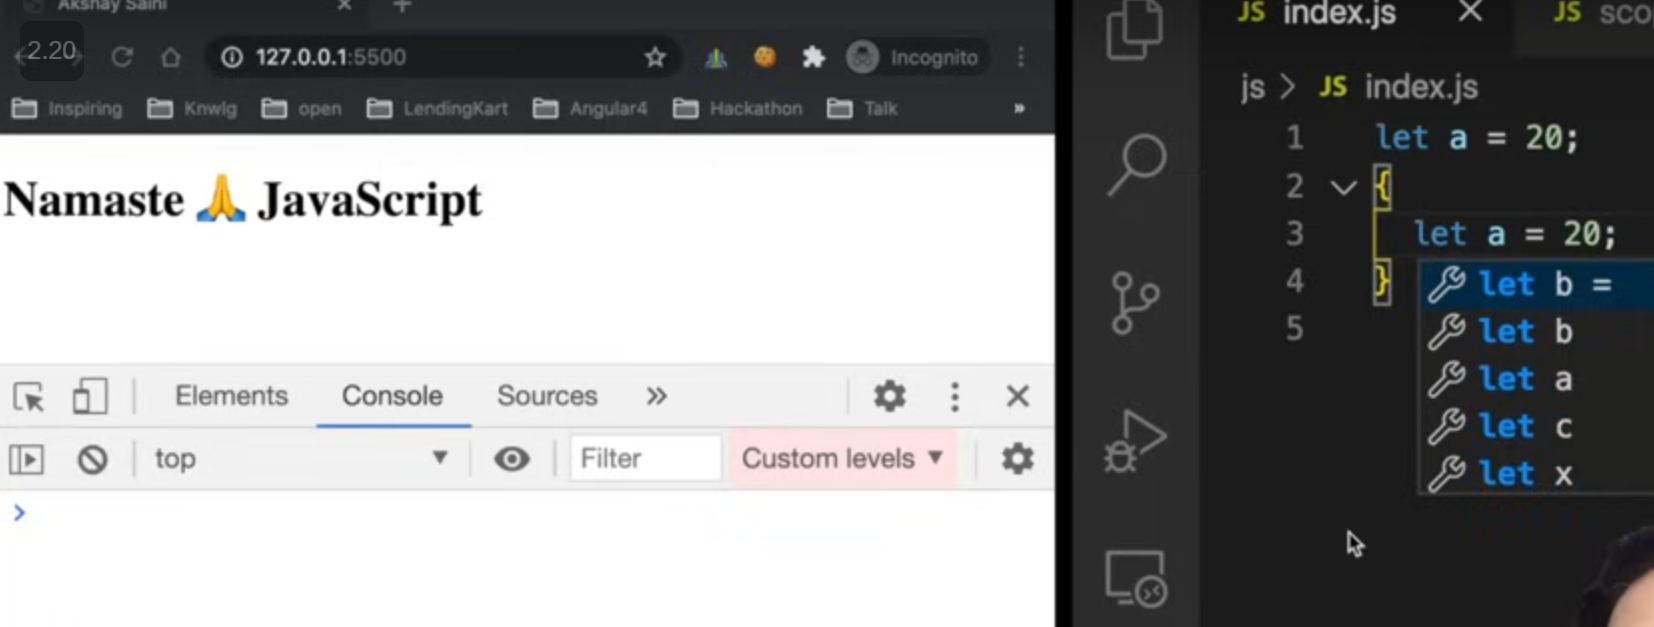 Akshay Saini
2.20
127.0.0.1:5500
Incognito
Inspiring Knwlg open LendingKart Angular4 Hackathon Talk »
Namaste 🙏 JavaScript
Elements Console Sources »
top Filter Custom levels
>
JS index.js JS sco
js > JS index.js
1 let a = 20;
2 {
3 let a = 20;
4 }
5
let b =
let b
let a
let c
let x